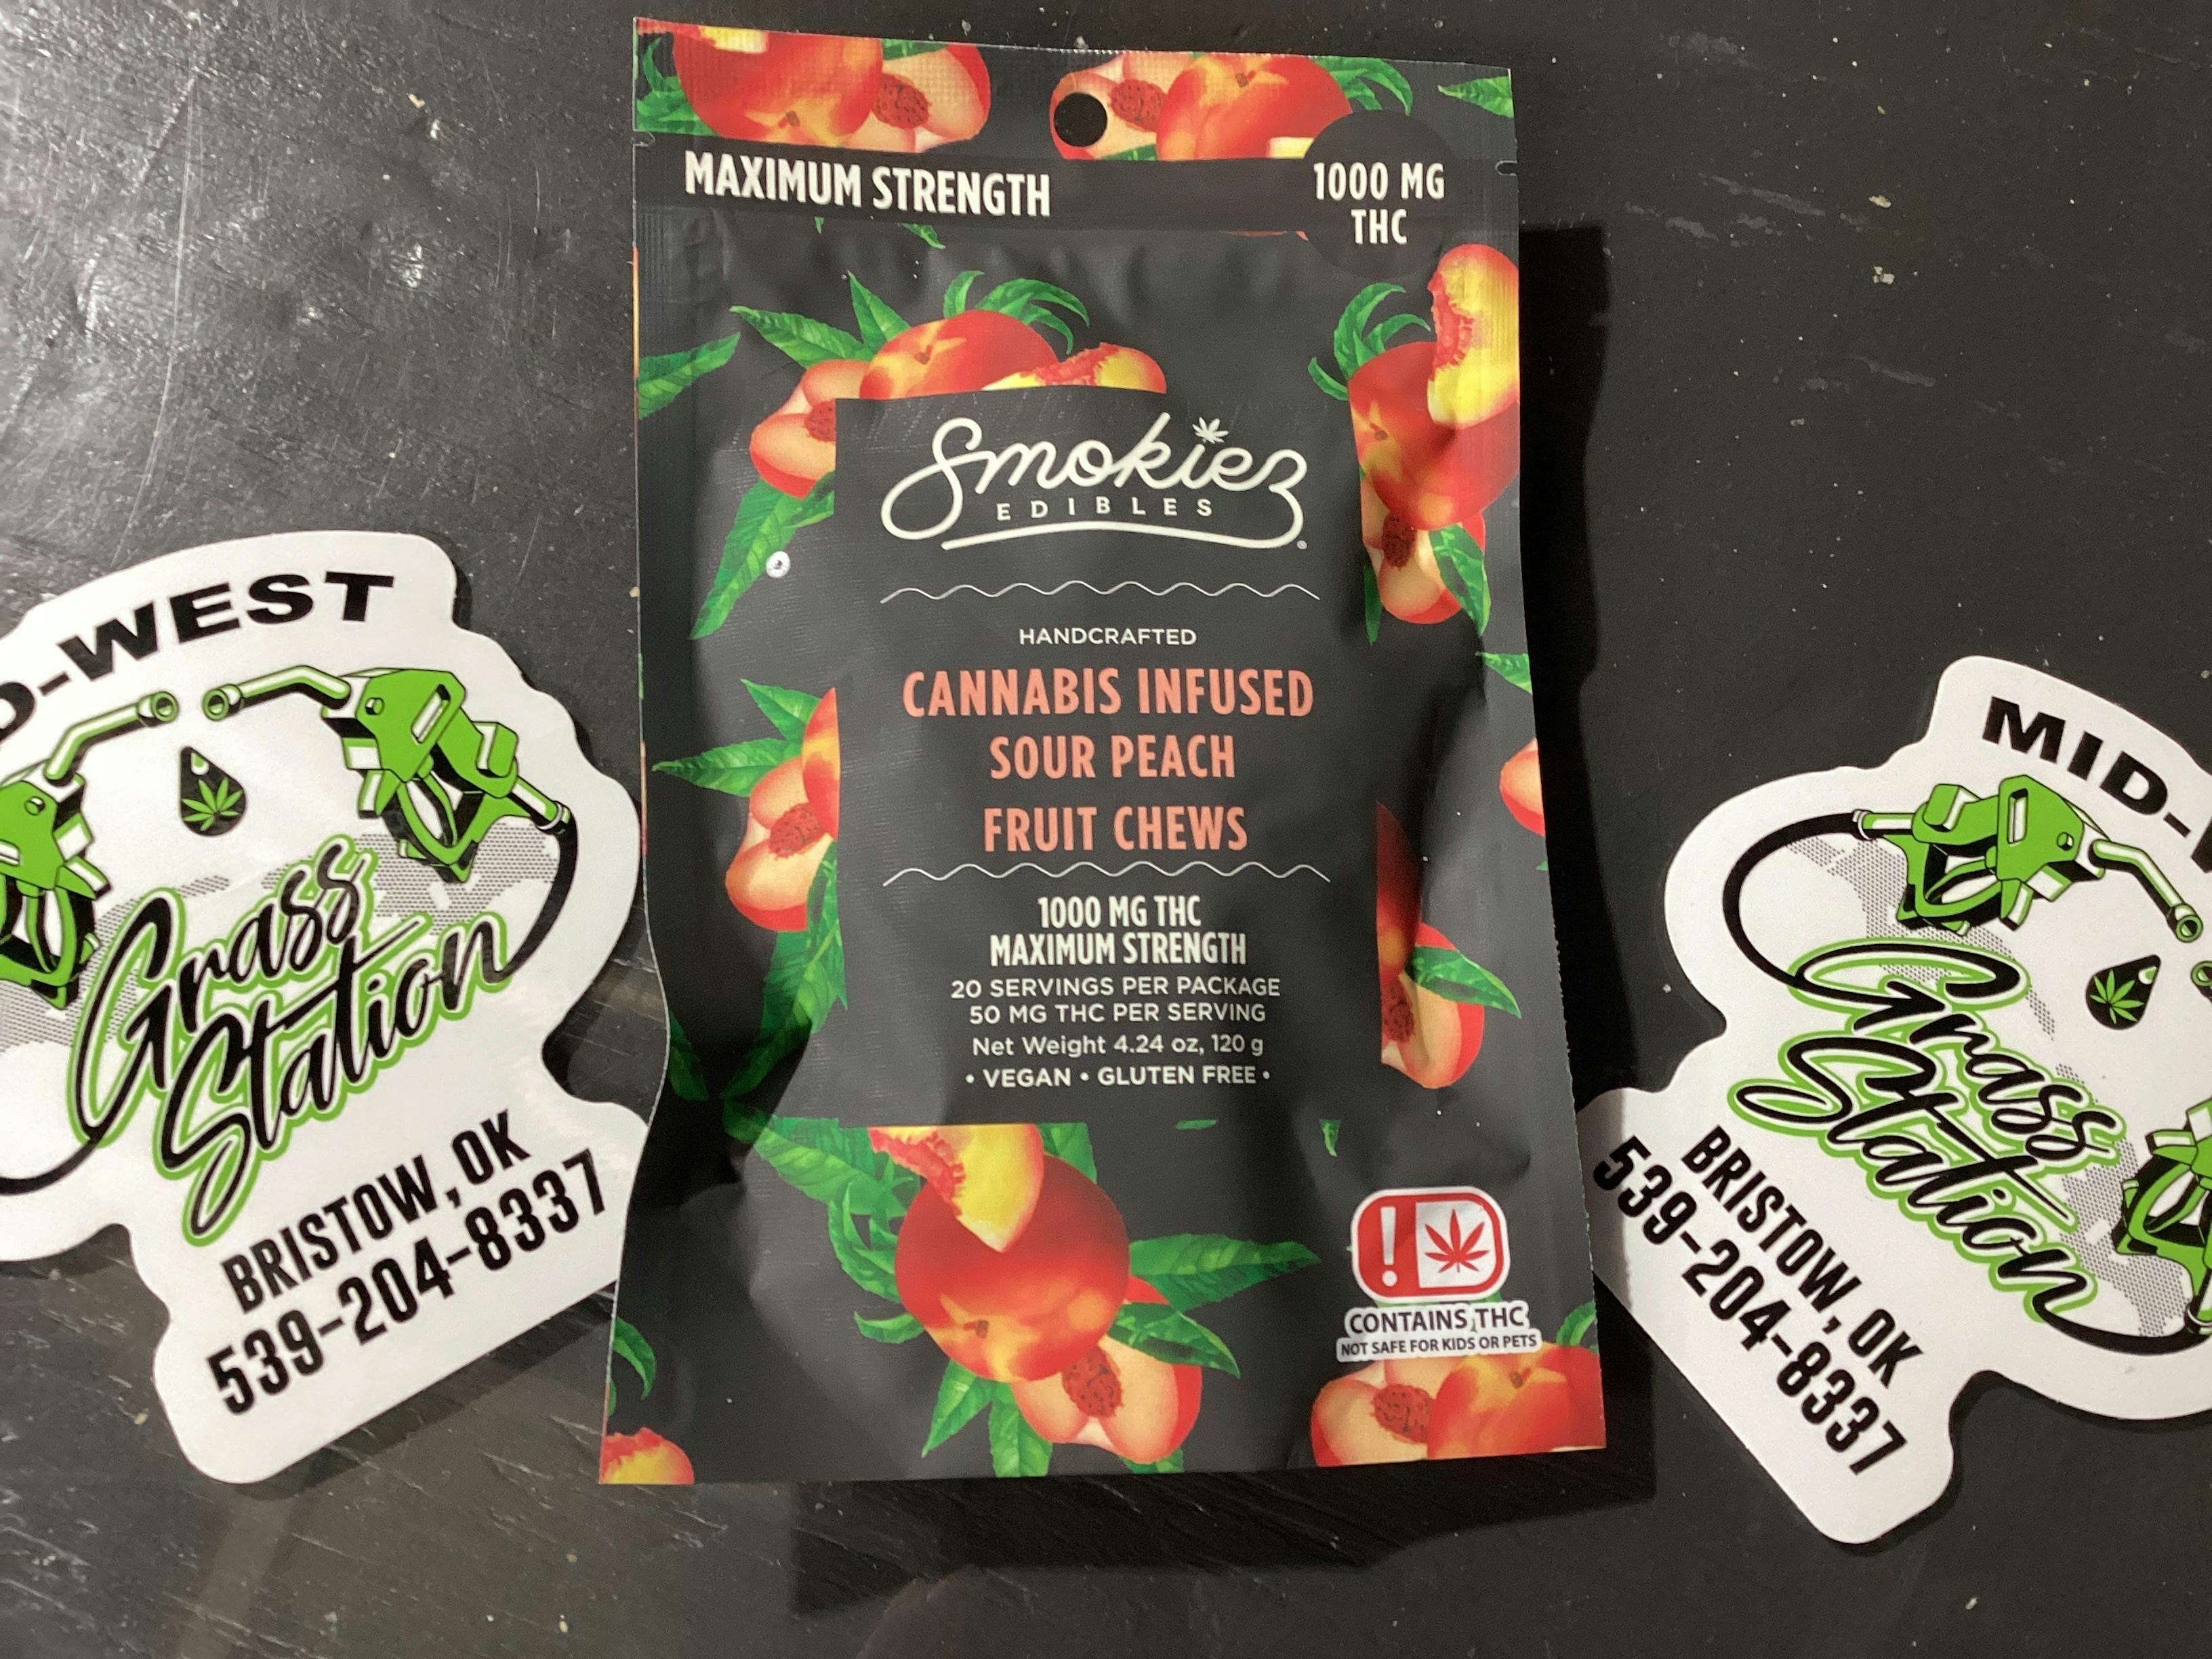 MAXIMUM STRENGTH
1000 MG
THC
Smokiez
EDIBLES
HANDCRAFTED
CANNABIS INFUSED
SOUR PEACH
FRUIT CHEWS
1000 MG THC
MAXIMUM STRENGTH
20 SERVINGS PER PACKAGE
50 MG THC PER SERVING
Net Weight 4.24 oz, 120 g
• VEGAN • GLUTEN FREE •
!
CONTAINS THC
NOT SAFE FOR KIDS OR PETS
D-WEST
Grass
Station
BRISTOW, OK
539-204-8337
MID-
Grass
Station
BRISTOW, OK
539-204-8337